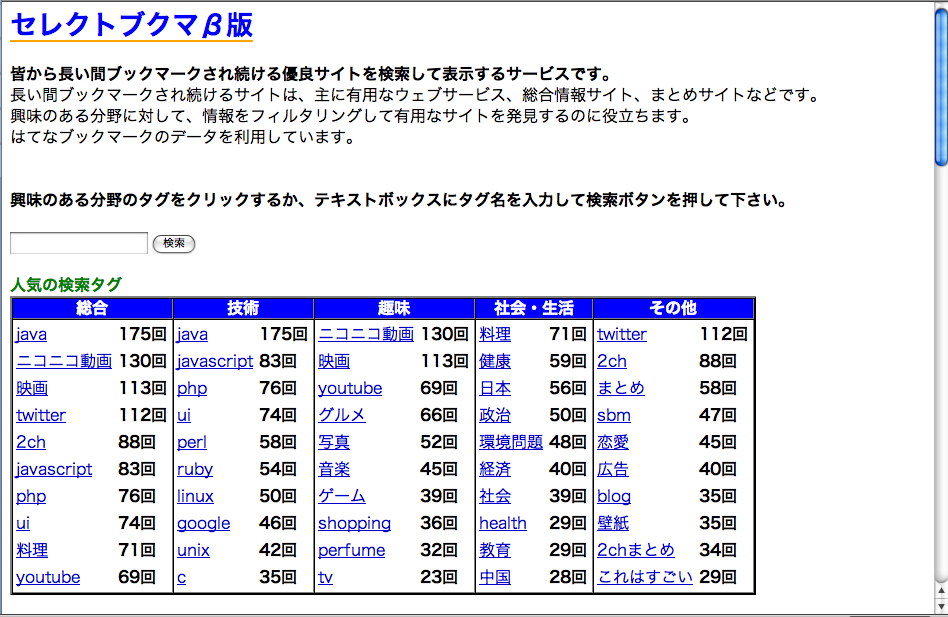 セレクトブクマβ版
皆から長い間ブックマークされ続ける優良サイトを検索して表示するサービスです。
長い間ブックマークされ続けるサイトは、主に有用なウェブサービス、総合情報サイト、まとめサイトなどです。
興味のある分野に対して、情報をフィルタリングして有用なサイトを発見するのに役立ちます。
はてなブックマークのデータを利用しています。
興味のある分野のタグをクリックするか、テキストボックスにタグ名を入力して検索ボタンを押して下さい。
検索
人気の検索タグ
総合 技術 趣味 社会・生活 その他
java 175回 java 175回 ニコニコ動画 130回 料理 71回 twitter 112回
ニコニコ動画 130回 javascript 83回 映画 113回 健康 59回 2ch 88回
映画 113回 php 76回 youtube 69回 日本 56回 まとめ 58回
twitter 112回 ui 74回 グルメ 66回 政治 50回 sbm 47回
2ch 88回 perl 58回 写真 52回 環境問題 48回 恋愛 45回
javascript 83回 ruby 54回 音楽 45回 経済 40回 広告 40回
php 76回 linux 50回 ゲーム 39回 社会 39回 blog 35回
ui 74回 google 46回 shopping 36回 health 29回 壁紙 35回
料理 71回 unix 42回 perfume 32回 教育 29回 2chまとめ 34回
youtube 69回 c 35回 tv 23回 中国 28回 これはすごい 29回